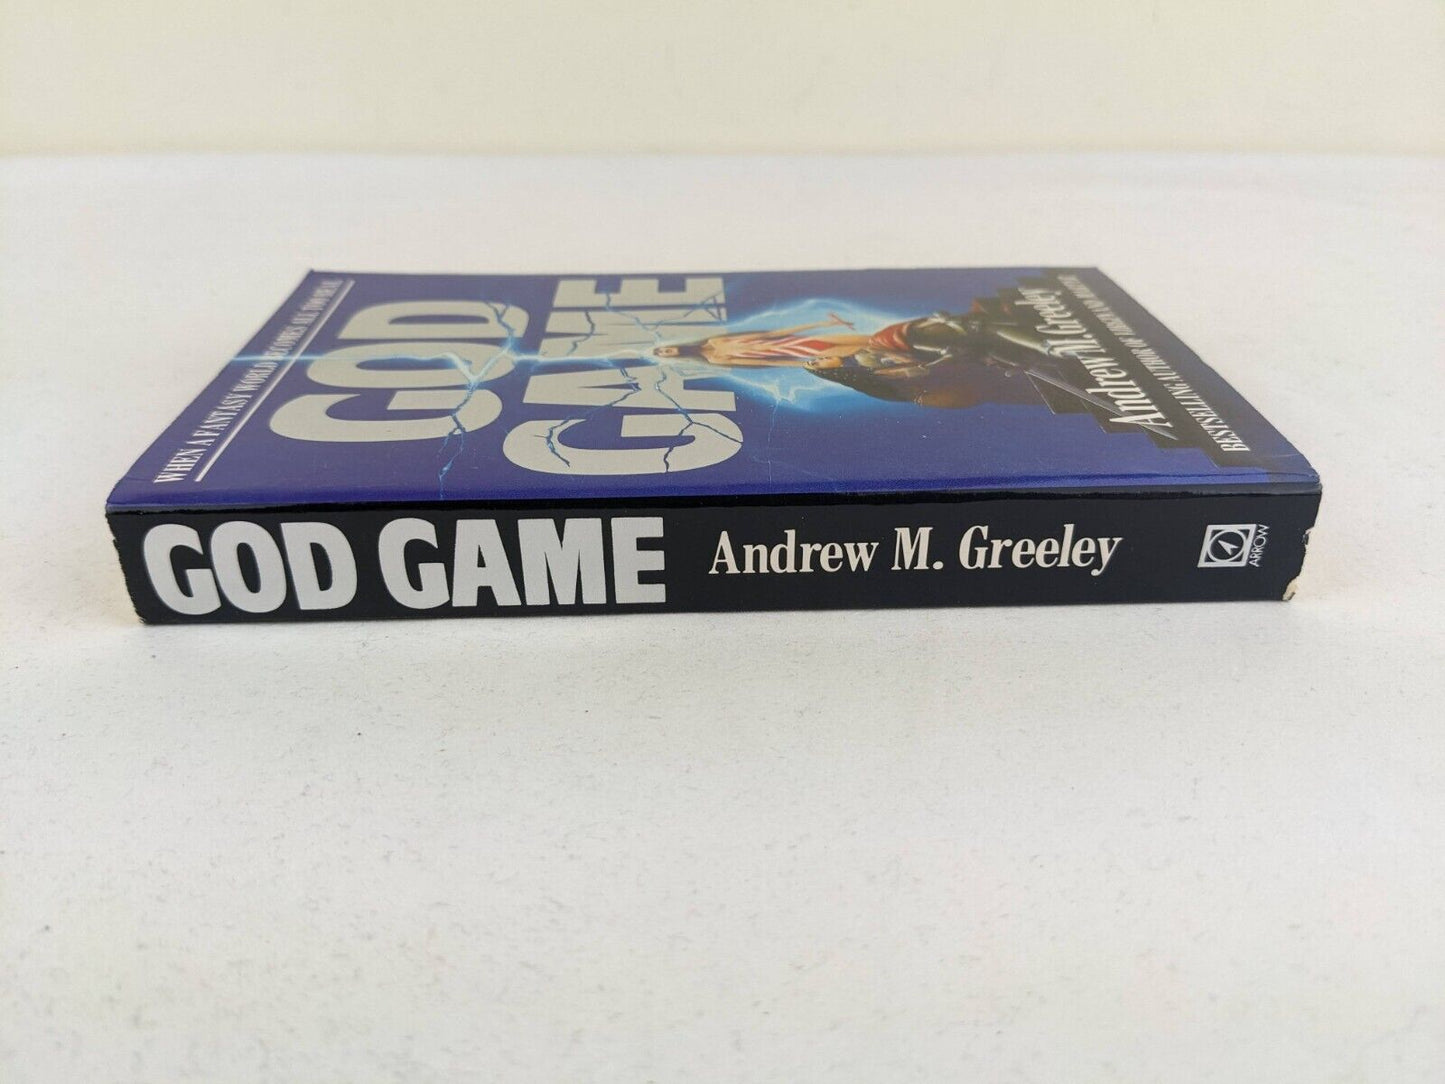 WHEN A FANTASY WORLD BECOMES ALL TOO REAL
GOD
GAME
Andrew M. Greeley
BESTSELLING AUTHOR OF
GOD GAME Andrew M. Greeley ARROW